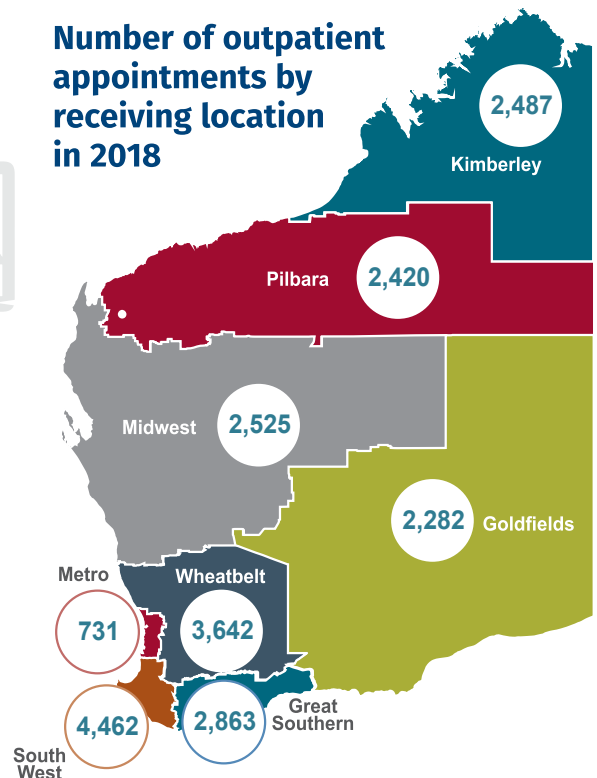 Number of outpatient
appointments by
receiving location
in 2018
2,487
Kimberley
Pilbara
2,420
Midwest
2,525
2,282
Goldfields
Metro
731
Wheatbelt
3,642
4,462
South
West
2,863
Great
Southern